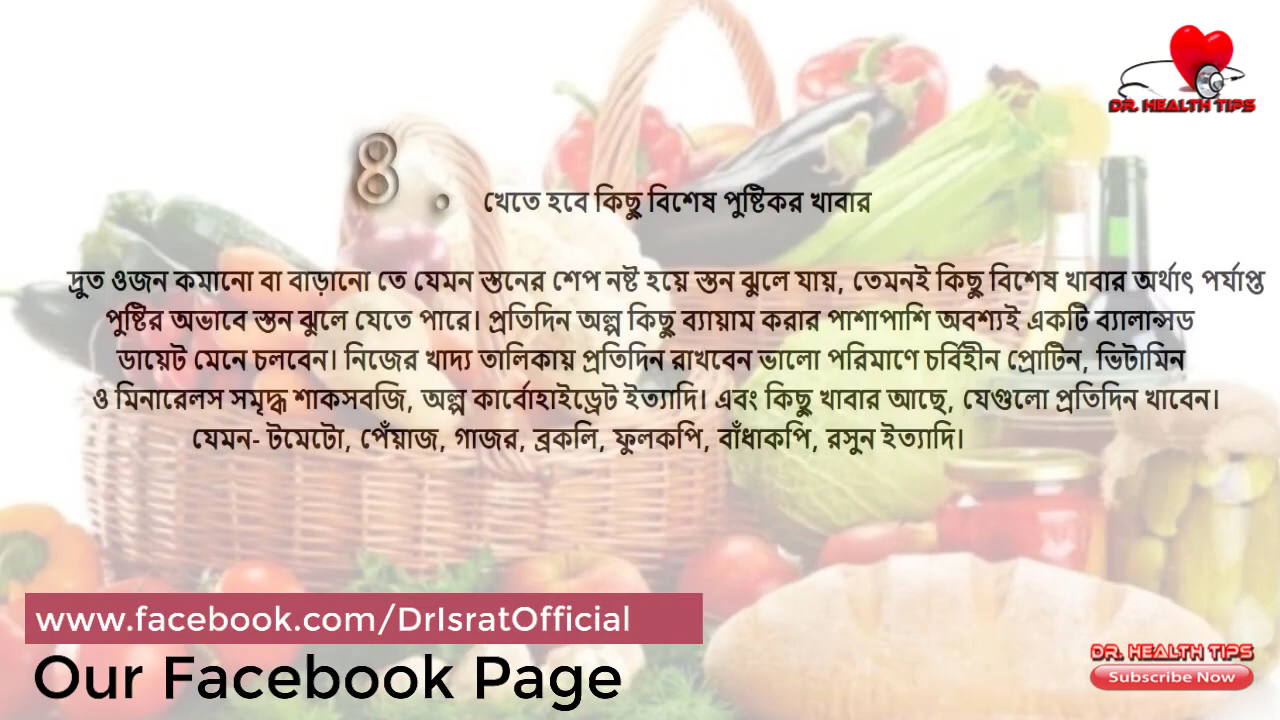 DR. HEALTH TIPS
৪. খেতে হবে কিছু বিশেষ পুষ্টিকর খাবার
দ্রুত ওজন কমানো বা বাড়ানো তে যেমন স্তনের শেপ নষ্ট হয়ে স্তন ঝুলে যায়, তেমনই কিছু বিশেষ খাবার অর্থাৎ পর্যাপ্ত
পুষ্টির অভাবে স্তন ঝুলে যেতে পারে। প্রতিদিন অল্প কিছু ব্যায়াম করার পাশাপাশি অবশ্যই একটি ব্যালান্সড
ডায়েট মেনে চলবেন। নিজের খাদ্য তালিকায় প্রতিদিন রাখবেন ভালো পরিমাণে চর্বিহীন প্রোটিন, ভিটামিন
ও মিনারেলস সমৃদ্ধ শাকসবজি, অল্প কার্বোহাইড্রেট ইত্যাদি। এবং কিছু খাবার আছে, যেগুলো প্রতিদিন খাবেন।
যেমন- টমেটো, পেঁয়াজ, গাজর, ব্রকলি, ফুলকপি, বাঁধাকপি, রসুন ইত্যাদি।
www.facebook.com/DrIsratOfficial
Our Facebook Page
DR. HEALTH TIPS
Subscribe Now